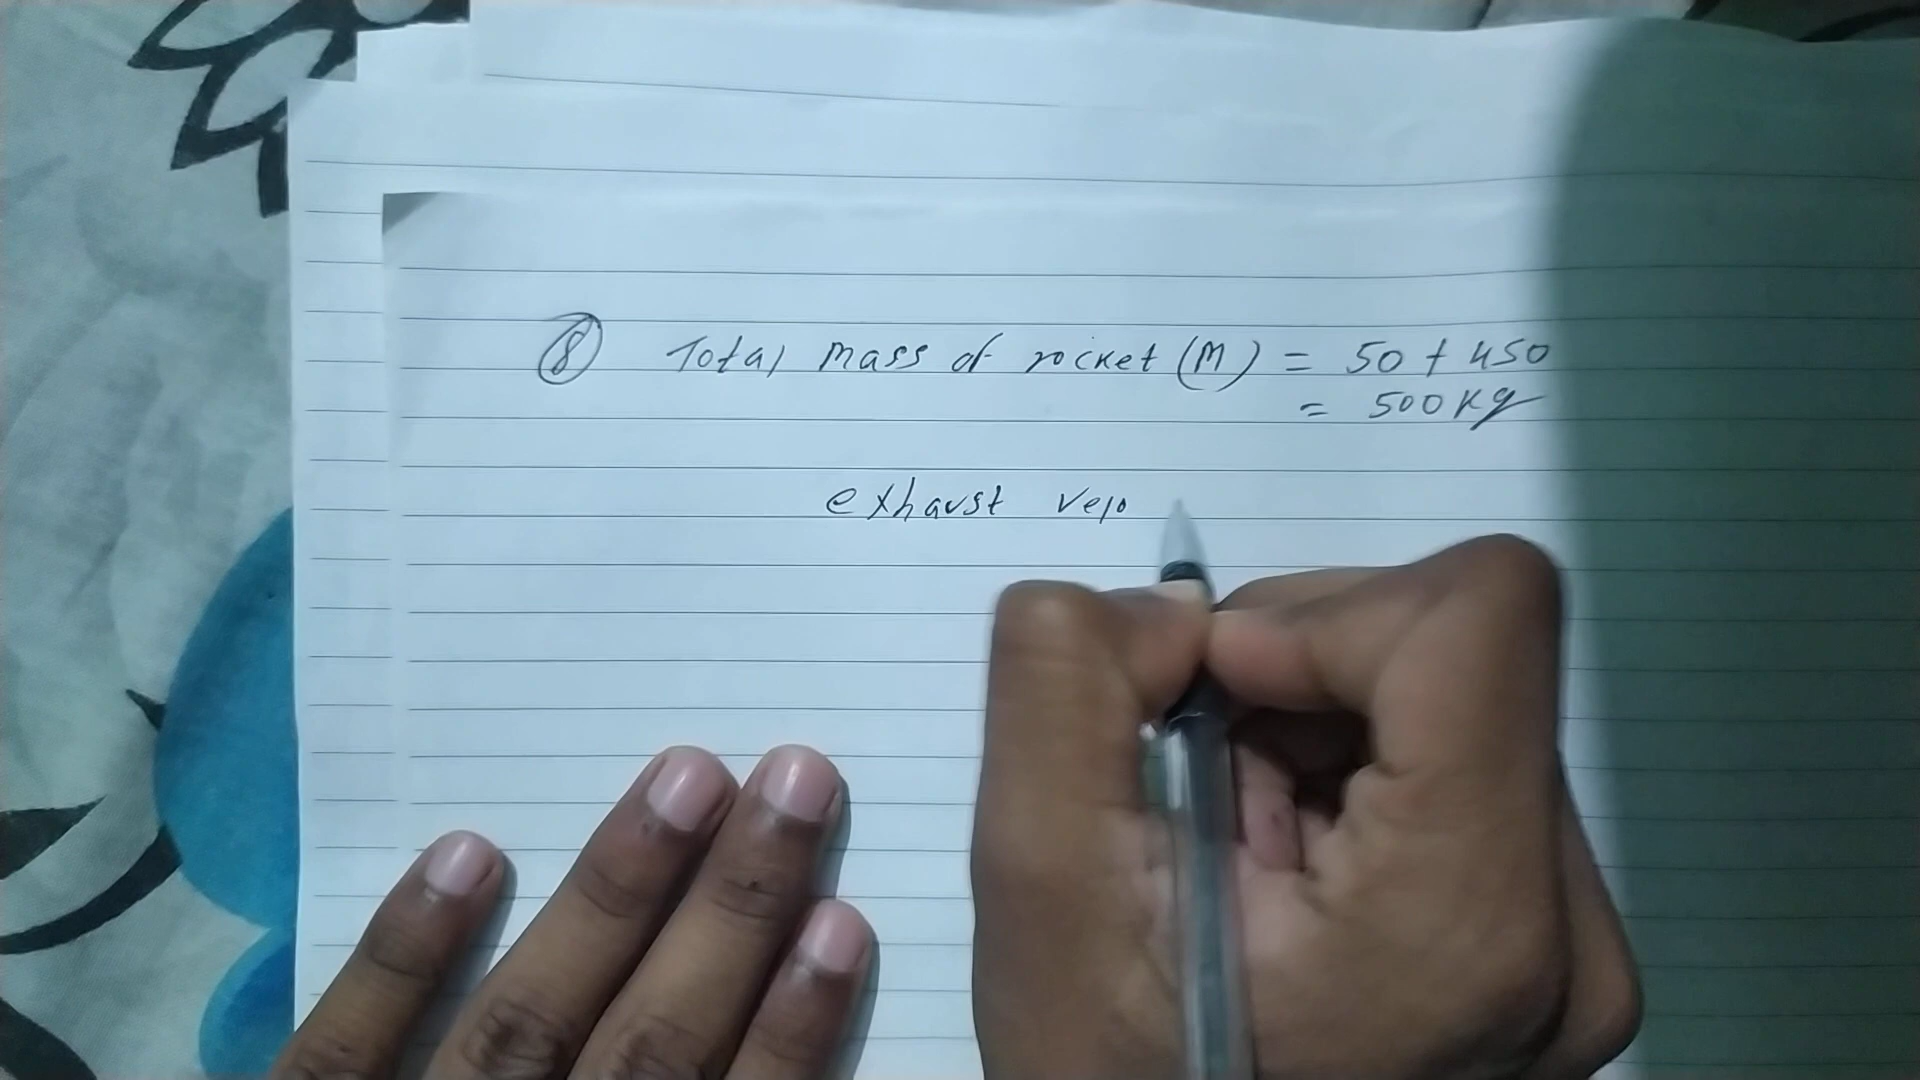 ⑧ Total mass of rocket (M) = 50 + 450
= 500 Kg
exhaust velo